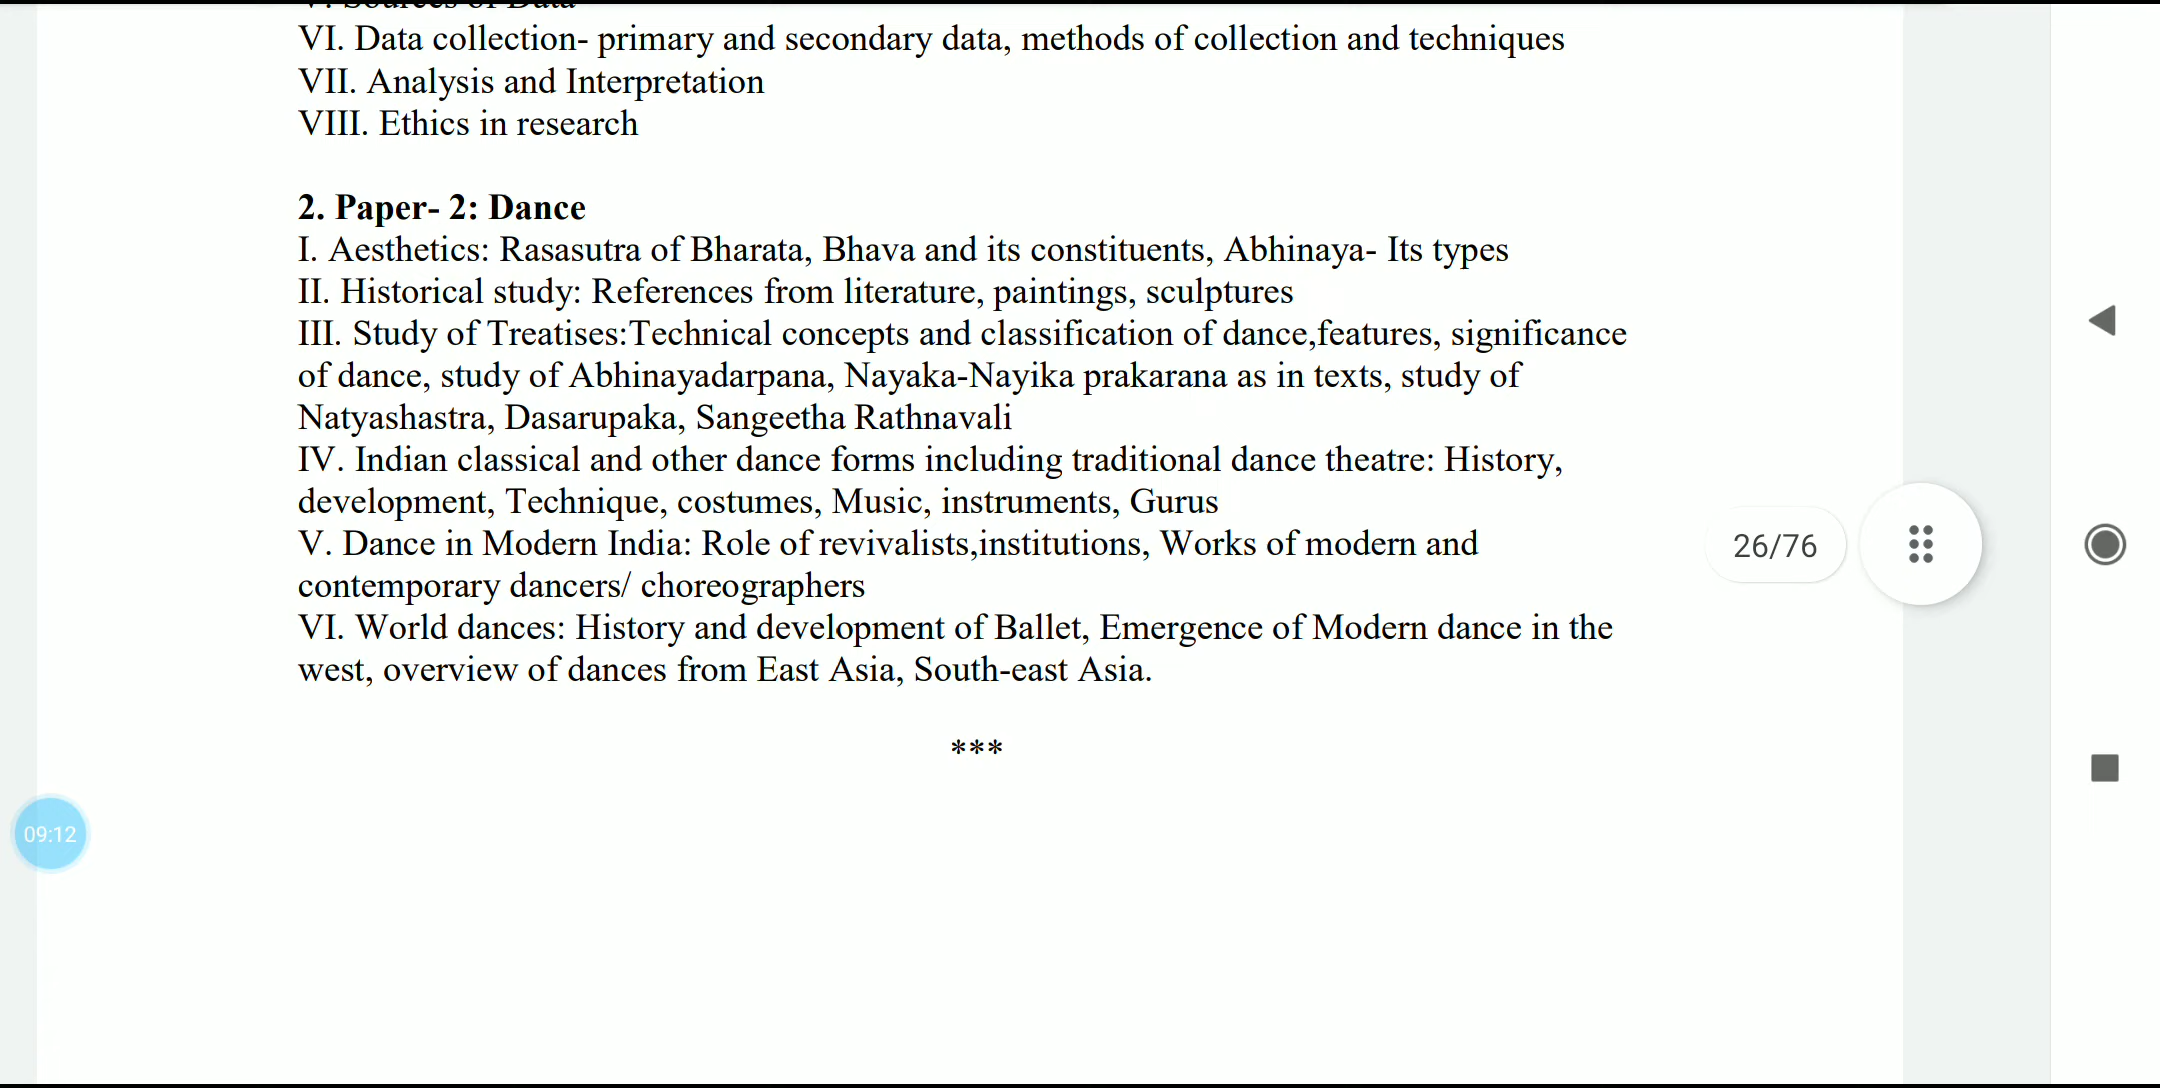 V. Sources of Data
VI. Data collection- primary and secondary data, methods of collection and techniques
VII. Analysis and Interpretation
VIII. Ethics in research
2. Paper- 2: Dance
I. Aesthetics: Rasasutra of Bharata, Bhava and its constituents, Abhinaya- Its types
II. Historical study: References from literature, paintings, sculptures
III. Study of Treatises:Technical concepts and classification of dance,features, significance
of dance, study of Abhinayadarpana, Nayaka-Nayika prakarana as in texts, study of
Natyashastra, Dasarupaka, Sangeetha Rathnavali
IV. Indian classical and other dance forms including traditional dance theatre: History,
development, Technique, costumes, Music, instruments, Gurus
V. Dance in Modern India: Role of revivalists,institutions, Works of modern and
contemporary dancers/ choreographers
VI. World dances: History and development of Ballet, Emergence of Modern dance in the
west, overview of dances from East Asia, South-east Asia.
***
26/76
09:12